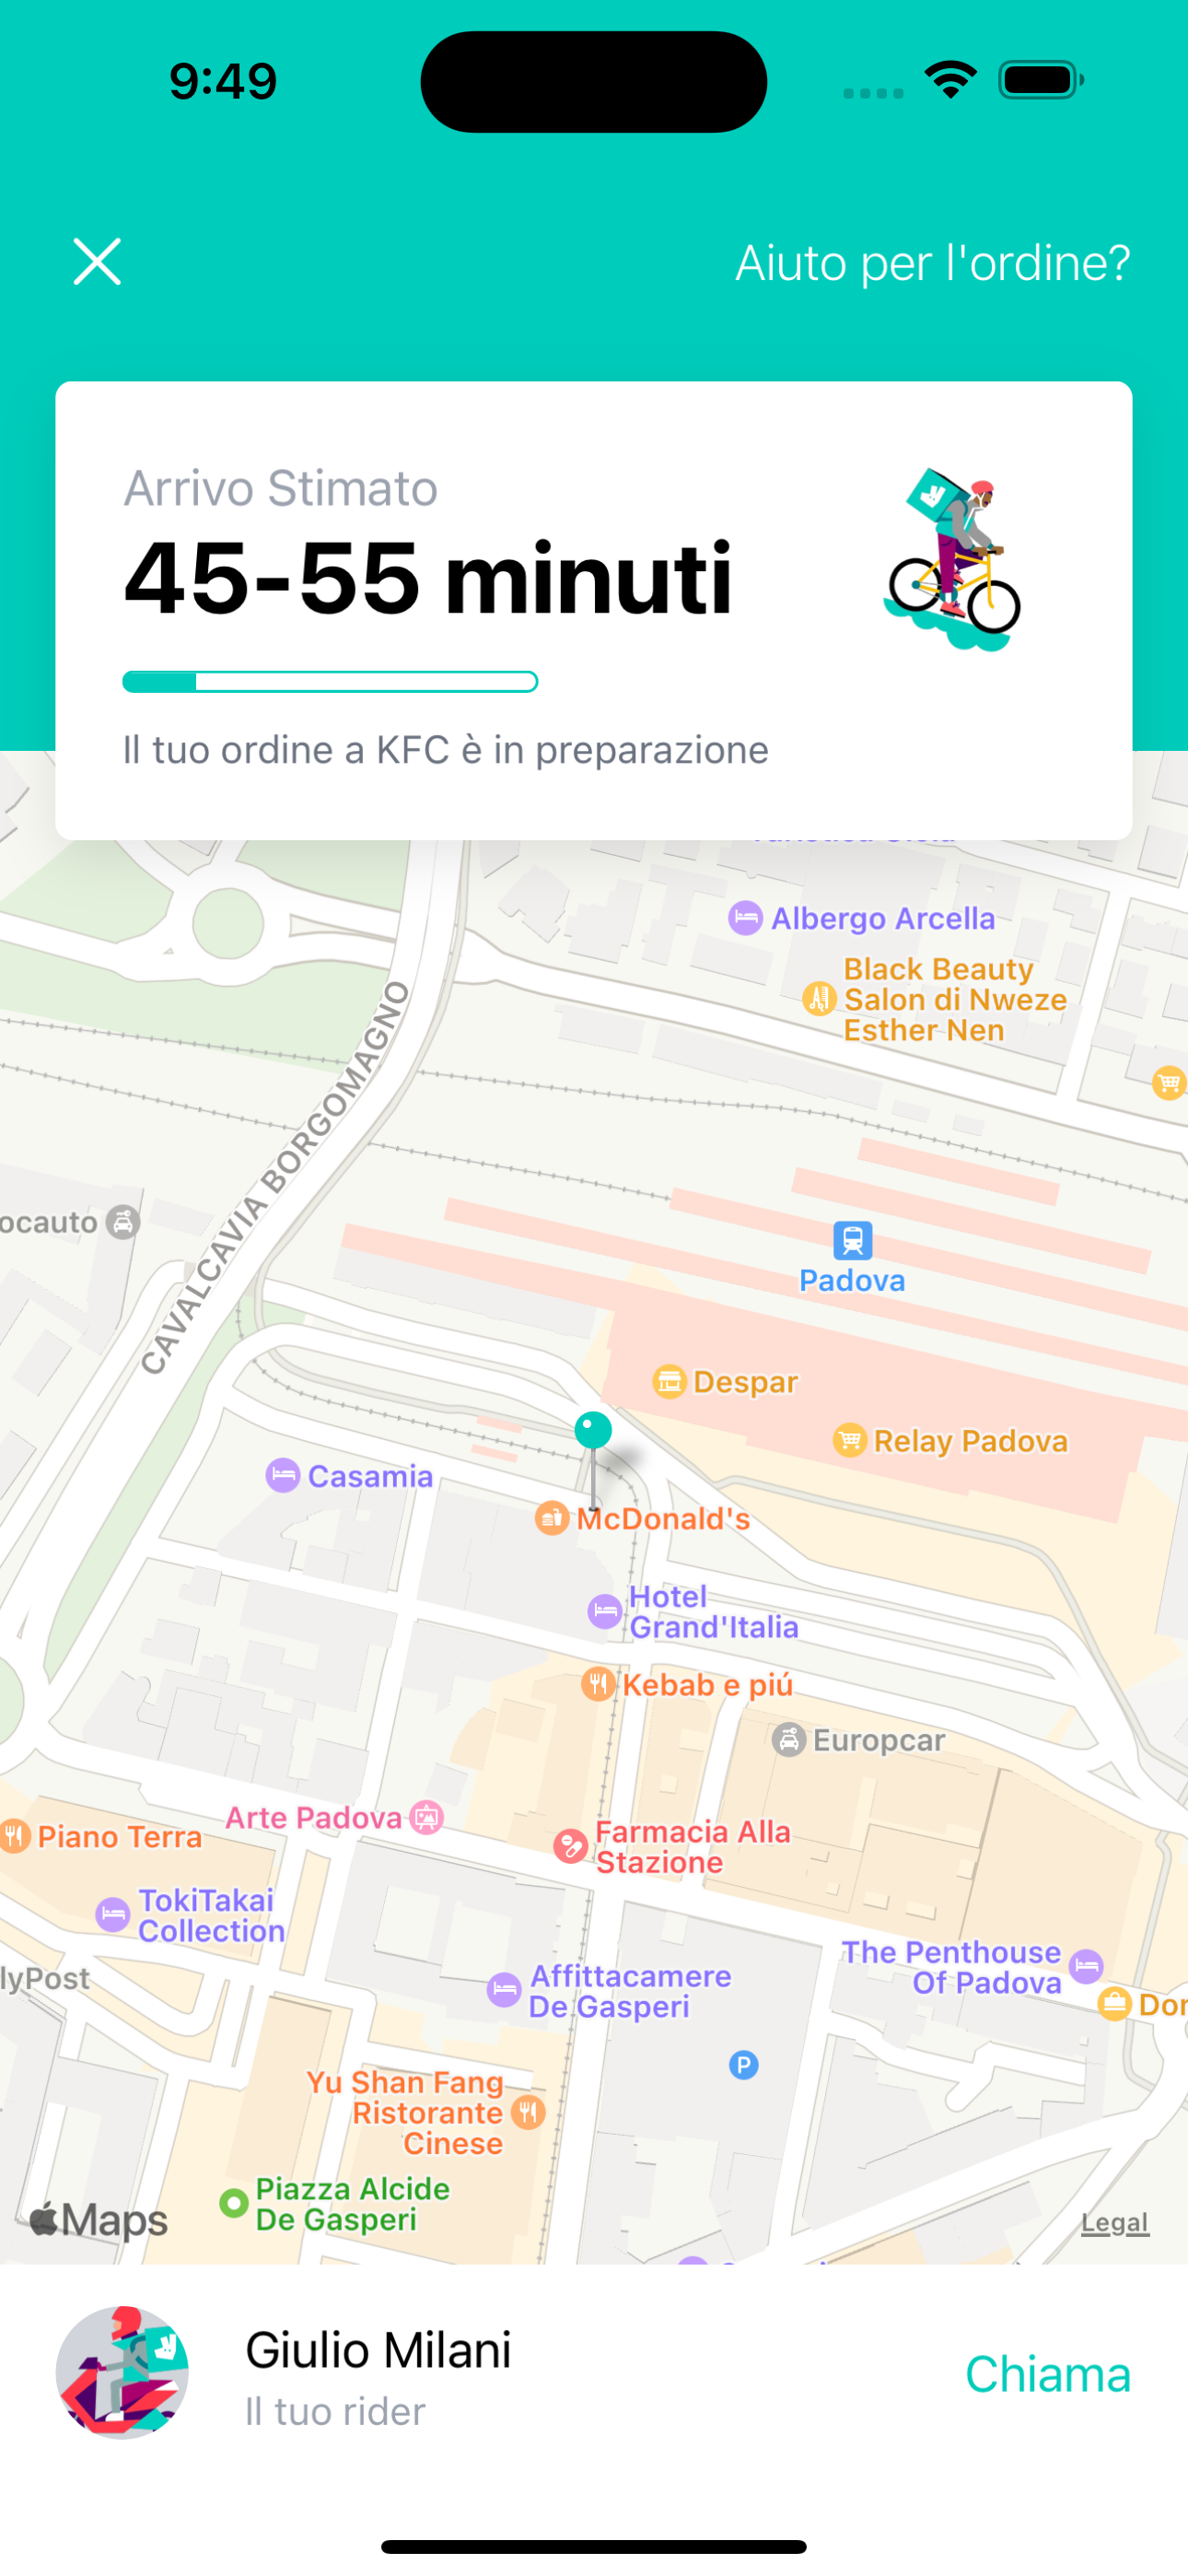 9:49
Aiuto per l'ordine?
Arrivo Stimato
45-55 minuti
Il tuo ordine a KFC è in preparazione
Albergo Arcella
Black Beauty
Salon di Nweze
Esther Nen
CAVALCAVIA BORGOMAGNO
ocauto
Padova
Despar
Relay Padova
Casamia
McDonald's
Hotel
Grand'Italia
Kebab e piú
Europcar
Arte Padova
Piano Terra
Farmacia Alla
Stazione
TokiTakai
Collection
The Penthouse
Of Padova
lyPost
Affittacamere
De Gasperi
Dor
P
Yu Shan Fang
Ristorante
Cinese
Piazza Alcide
De Gasperi
Maps
Legal
Giulio Milani
Il tuo rider
Chiama